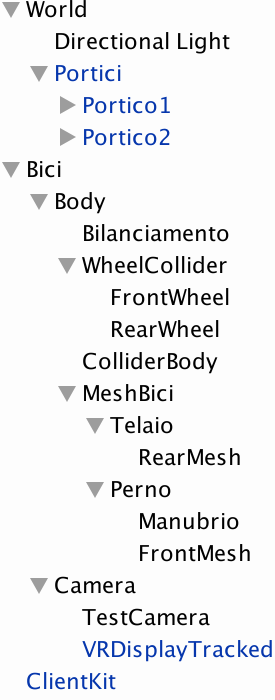 World
Directional Light
Portici
Portico1
Portico2
Bici
Body
Bilanciamento
WheelCollider
FrontWheel
RearWheel
ColliderBody
MeshBici
Telaio
RearMesh
Perno
Manubrio
FrontMesh
Camera
TestCamera
VRDisplayTracked
ClientKit